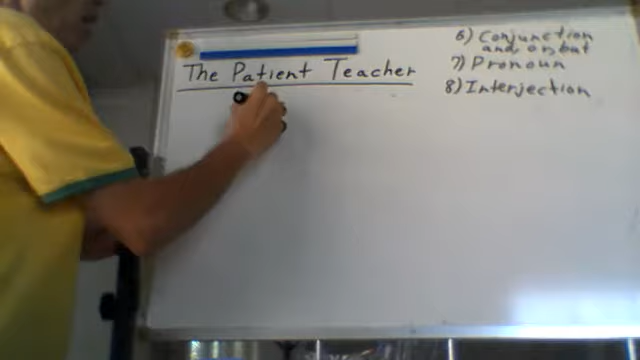 The Patient Teacher
6) Conjunction
and, or, but
7) Pronoun
8) Interjection